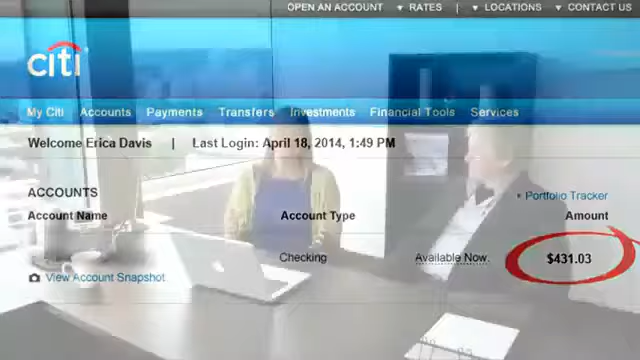 OPEN AN ACCOUNT ▼ RATES | ▼ LOCATIONS ▼ CONTACT US
citi
My Citi Accounts Payments Transfers Investments Financial Tools Services
Welcome Erica Davis | Last Login: April 18, 2014, 1:49 PM
ACCOUNTS
Portfolio Tracker
Account Name Account Type Amount
Checking Available Now. $431.03
View Account Snapshot